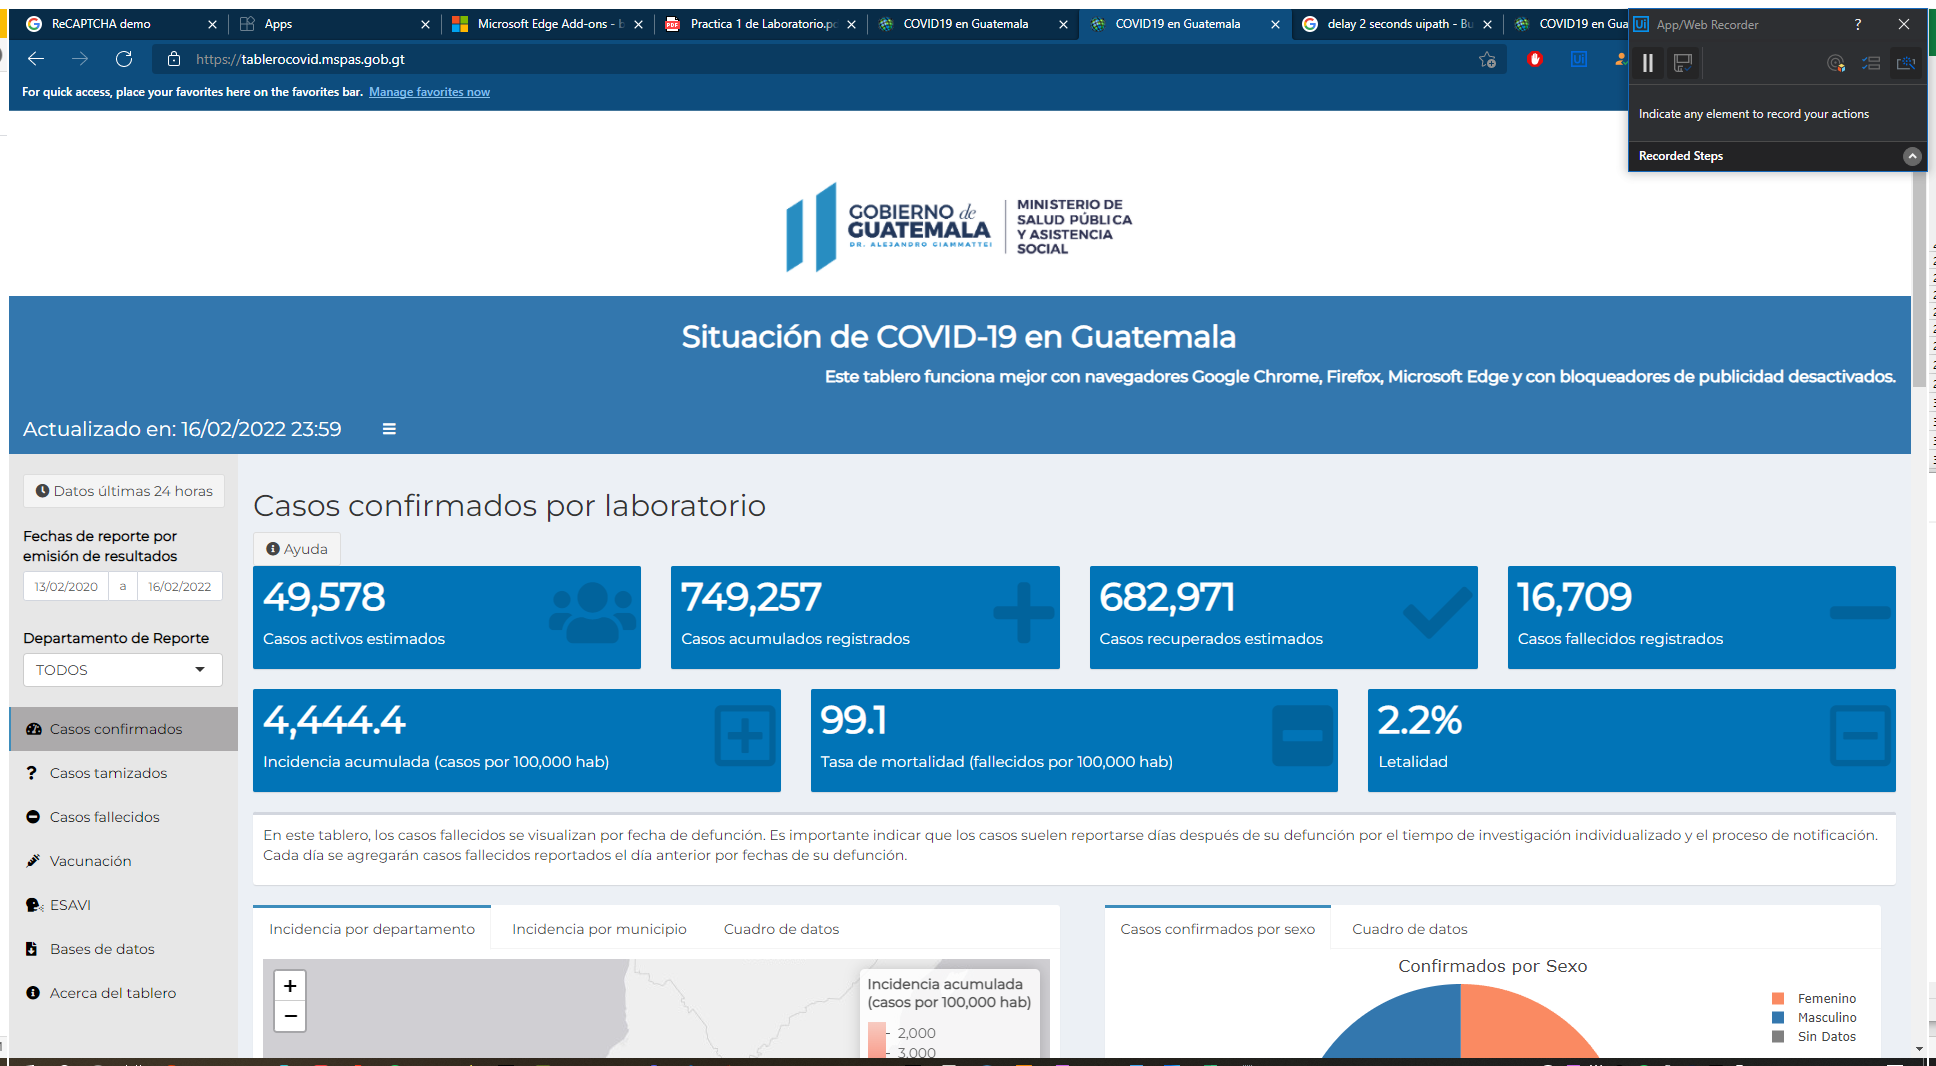 ReCAPTCHA demo
Apps
Microsoft Edge Add-ons - b
Practica 1 de Laboratorio.pd
COVID19 en Guatemala
COVID19 en Guatemala
delay 2 seconds uipath - Bu
COVID19 en Gua
Ui App/Web Recorder ?
https://tablerocovid.mspas.gob.gt
For quick access, place your favorites here on the favorites bar. Manage favorites now
Indicate any element to record your actions
Recorded Steps
GOBIERNO de
GUATEMALA
DR. ALEJANDRO GIAMMATTEI
MINISTERIO DE
SALUD PÚBLICA
Y ASISTENCIA
SOCIAL
Situación de COVID-19 en Guatemala
Este tablero funciona mejor con navegadores Google Chrome, Firefox, Microsoft Edge y con bloqueadores de publicidad desactivados.
Actualizado en: 16/02/2022 23:59
Datos últimas 24 horas
Fechas de reporte por
emisión de resultados
13/02/2020 a 16/02/2022
Departamento de Reporte
TODOS
Casos confirmados
Casos tamizados
Casos fallecidos
Vacunación
ESAVI
Bases de datos
Acerca del tablero
Casos confirmados por laboratorio
Ayuda
49,578
Casos activos estimados
749,257
Casos acumulados registrados
682,971
Casos recuperados estimados
16,709
Casos fallecidos registrados
4,444.4
Incidencia acumulada (casos por 100,000 hab)
99.1
Tasa de mortalidad (fallecidos por 100,000 hab)
2.2%
Letalidad
En este tablero, los casos fallecidos se visualizan por fecha de defunción. Es importante indicar que los casos suelen reportarse días después de su defunción por el tiempo de investigación individualizado y el proceso de notificación.
Cada día se agregarán casos fallecidos reportados el día anterior por fechas de su defunción.
Incidencia por departamento
Incidencia por municipio
Cuadro de datos
+
−
Incidencia acumulada
(casos por 100,000 hab)
2,000
3,000
Casos confirmados por sexo
Cuadro de datos
Confirmados por Sexo
Femenino
Masculino
Sin Datos